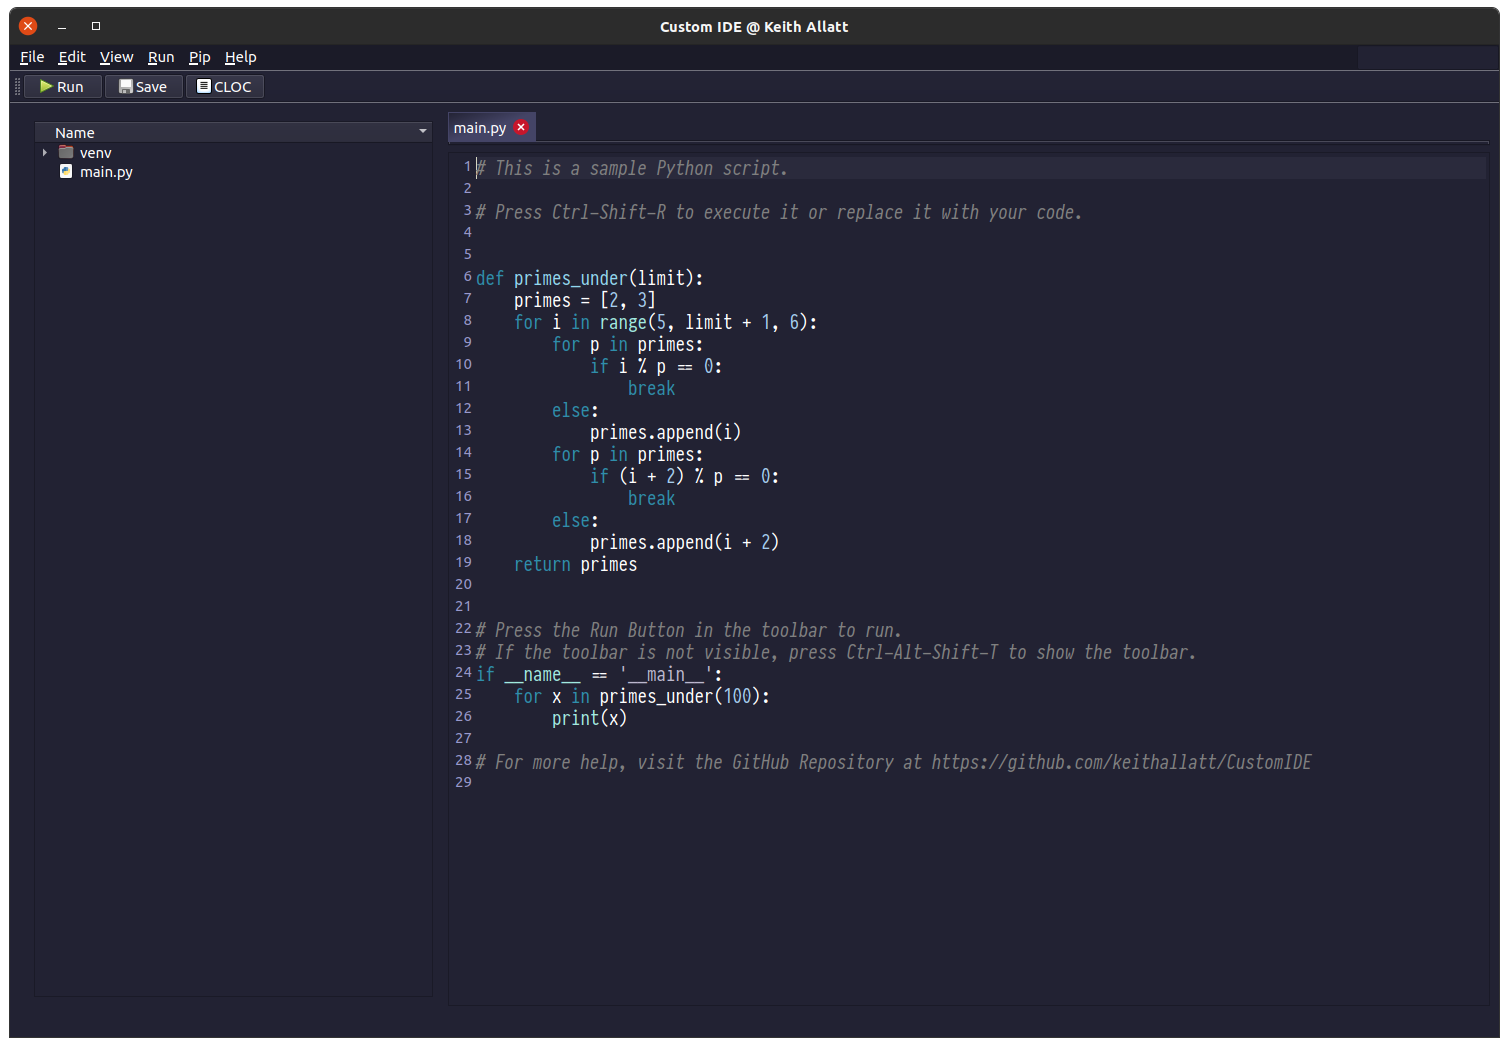 Custom IDE @ Keith Allatt
File Edit View Run Pip Help
Run Save CLOC
Name
venv
main.py
main.py
1 # This is a sample Python script.
2
3 # Press Ctrl-Shift-R to execute it or replace it with your code.
4
5
6 def primes_under(limit):
7     primes = [2, 3]
8     for i in range(5, limit + 1, 6):
9         for p in primes:
10             if i % p == 0:
11                 break
12         else:
13             primes.append(i)
14         for p in primes:
15             if (i + 2) % p == 0:
16                 break
17         else:
18             primes.append(i + 2)
19     return primes
20
21
22 # Press the Run Button in the toolbar to run.
23 # If the toolbar is not visible, press Ctrl-Alt-Shift-T to show the toolbar.
24 if __name__ == '__main__':
25     for x in primes_under(100):
26         print(x)
27
28 # For more help, visit the GitHub Repository at https://github.com/keithallatt/CustomIDE
29